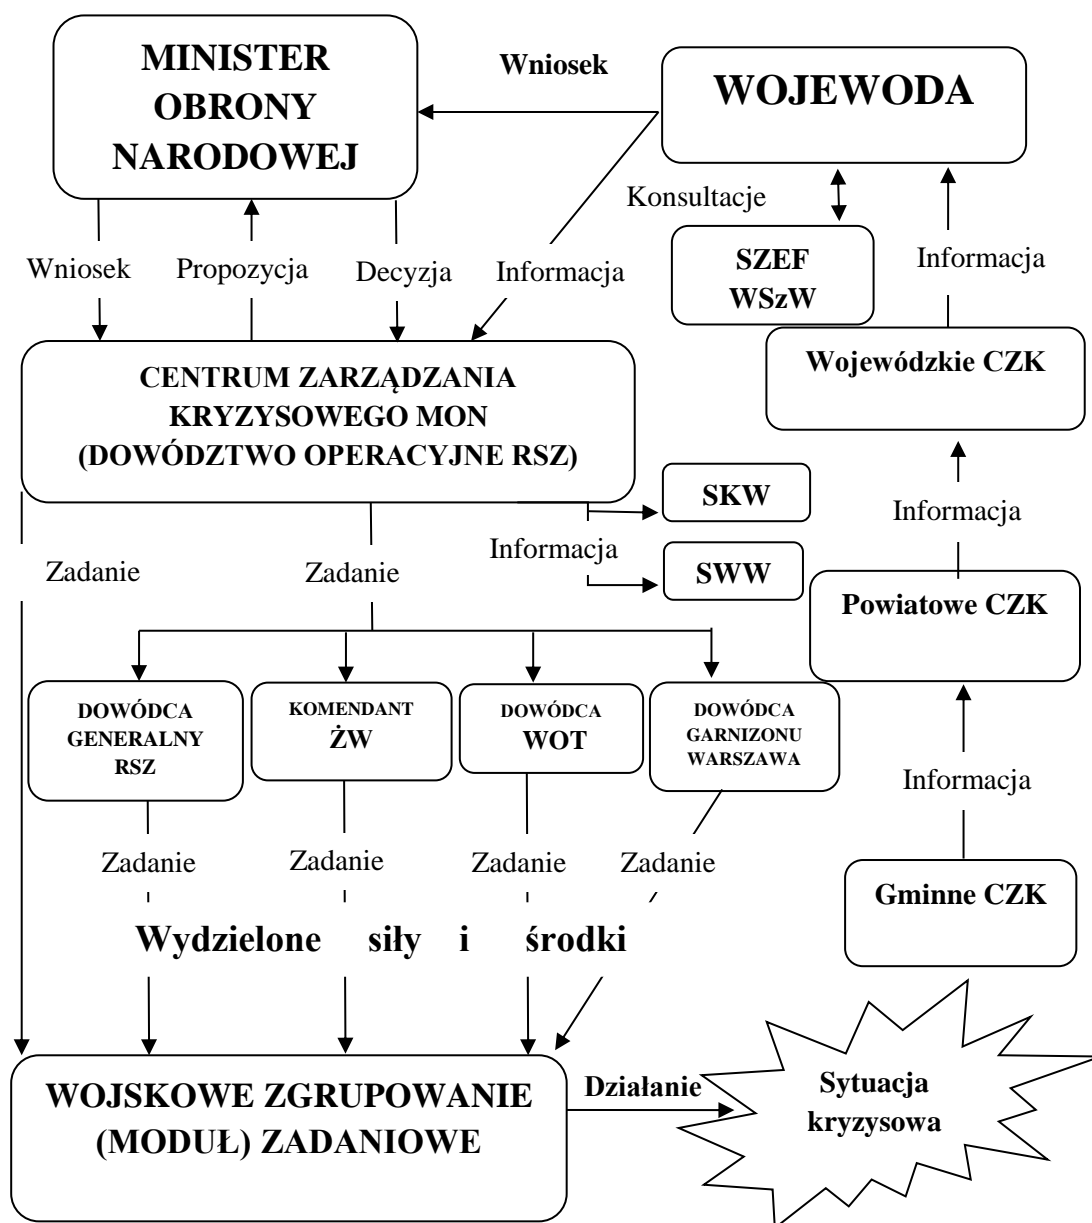 MINISTER
OBRONY
NARODOWEJ
Wniosek
WOJEWODA
Konsultacje
SZEF
WSzW
Informacja
Wniosek
Propozycja
Decyzja
Informacja
Wojewódzkie CZK
CENTRUM ZARZĄDZANIA
KRYZYSOWEGO MON
(DOWÓDZTWO OPERACYJNE RSZ)
SKW
Informacja
Informacja
SWW
Zadanie
Zadanie
Powiatowe CZK
DOWÓDCA
GENERALNY
RSZ
KOMENDANT
ŻW
DOWÓDCA
WOT
DOWÓDCA
GARNIZONU
WARSZAWA
Informacja
Zadanie
Zadanie
Zadanie
Zadanie
Gminne CZK
Wydzielone siły i środki
WOJSKOWE ZGRUPOWANIE
(MODUŁ) ZADANIOWE
Działanie
Sytuacja
kryzysowa